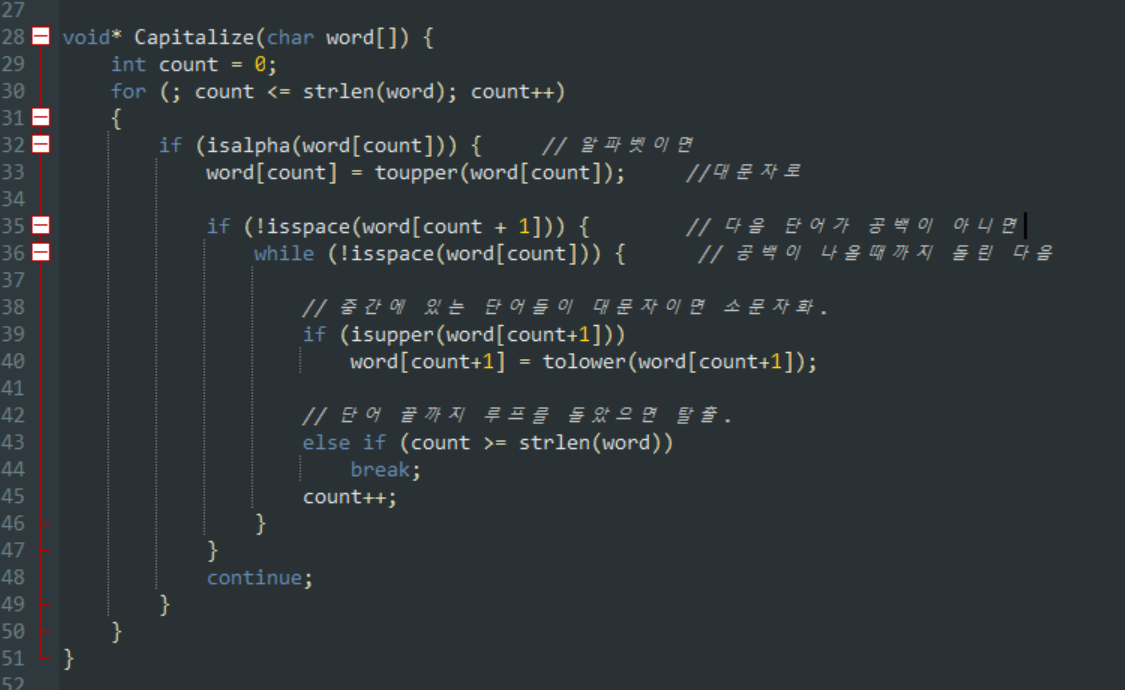 27
28 void* Capitalize(char word[]) {
29 int count = 0;
30 for (; count <= strlen(word); count++)
31 {
32 if (isalpha(word[count])) { // 알파벳이면
33 word[count] = toupper(word[count]); //대문자로
34
35 if (!isspace(word[count + 1])) { // 다음 단어가 공백이 아니면
36 while (!isspace(word[count])) { // 공백이 나올때까지 돌린 다음
37
38 // 중간에 있는 단어들이 대문자이면 소문자화.
39 if (isupper(word[count+1]))
40 word[count+1] = tolower(word[count+1]);
41
42 // 단어 끝까지 루프를 돌았으면 탈출.
43 else if (count >= strlen(word))
44 break;
45 count++;
46 }
47 }
48 continue;
49 }
50 }
51 }
52